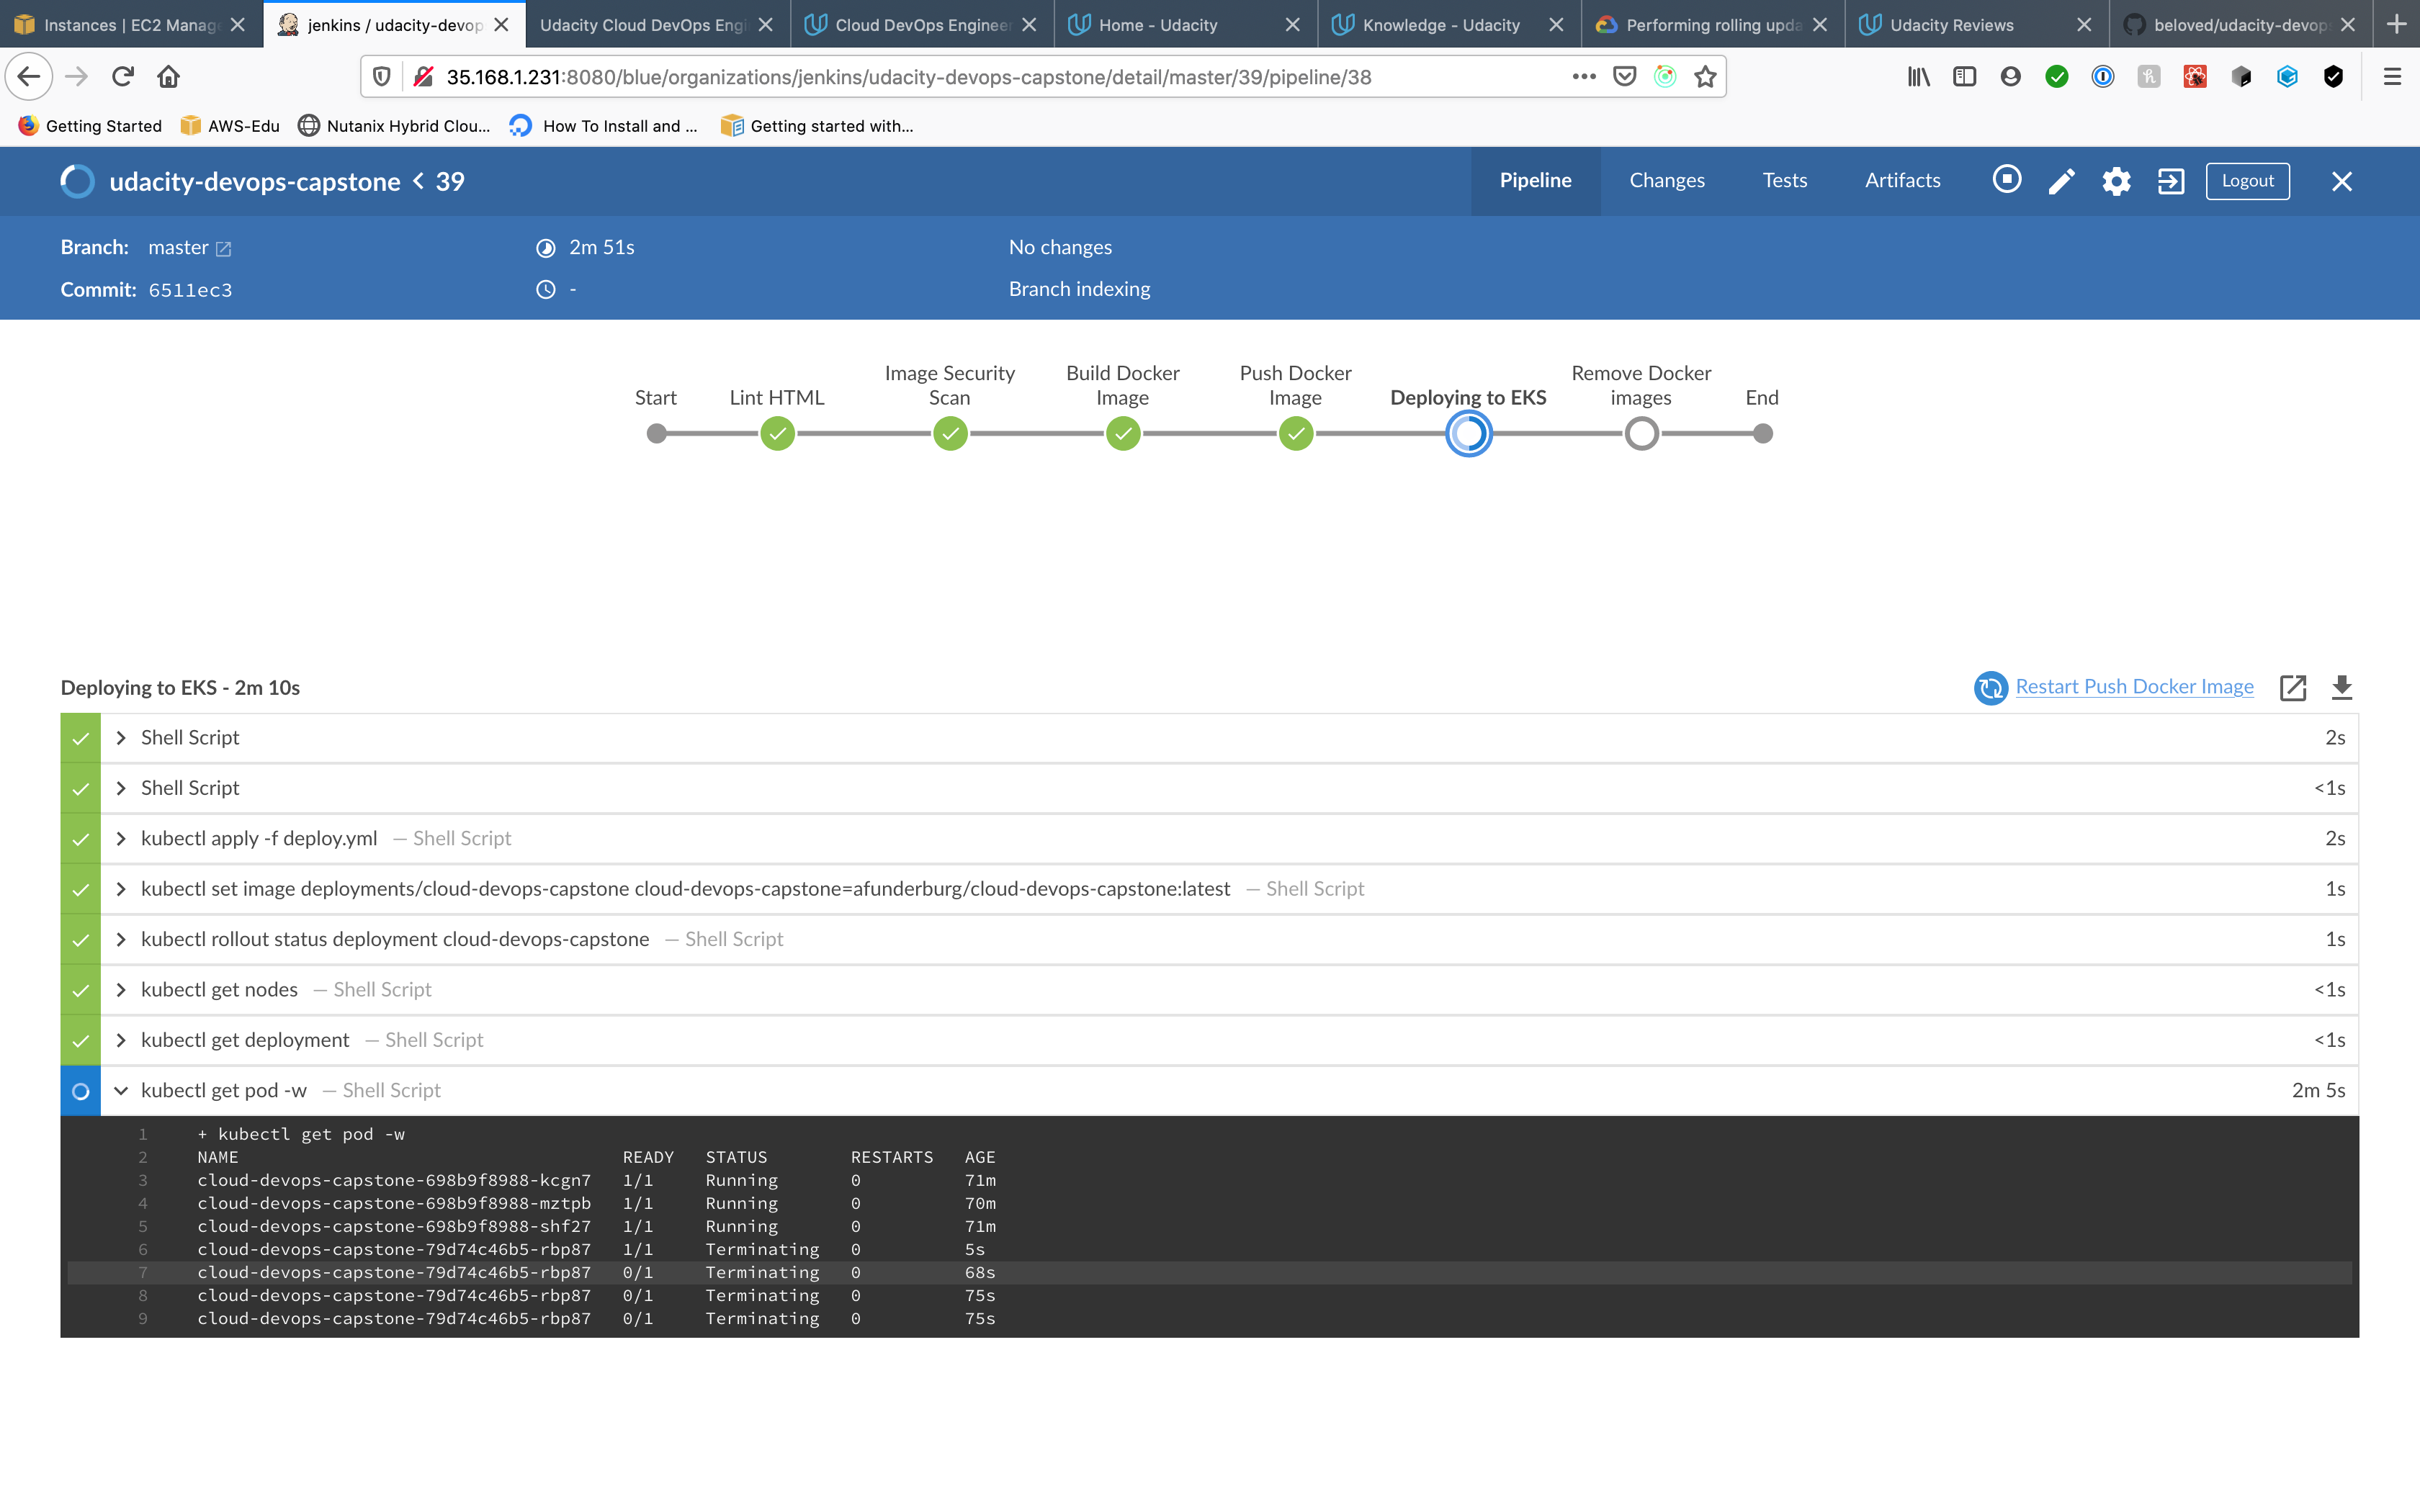 Instances | EC2 Manag
jenkins / udacity-devop
Udacity Cloud DevOps Engi
Cloud DevOps Engineer
Home - Udacity
Knowledge - Udacity
Performing rolling upda
Udacity Reviews
beloved/udacity-devop
35.168.1.231:8080/blue/organizations/jenkins/udacity-devops-capstone/detail/master/39/pipeline/38
Getting Started
AWS-Edu
Nutanix Hybrid Clou...
How To Install and ...
Getting started with...
udacity-devops-capstone < 39
Pipeline
Changes
Tests
Artifacts
Logout
Branch: master
2m 51s
No changes
Commit: 6511ec3
-
Branch indexing
Start
Lint HTML
Image Security
Scan
Build Docker
Image
Push Docker
Image
Deploying to EKS
Remove Docker
images
End
Deploying to EKS - 2m 10s
Restart Push Docker Image
Shell Script 2s
Shell Script <1s
kubectl apply -f deploy.yml — Shell Script 2s
kubectl set image deployments/cloud-devops-capstone cloud-devops-capstone=afunderburg/cloud-devops-capstone:latest — Shell Script 1s
kubectl rollout status deployment cloud-devops-capstone — Shell Script 1s
kubectl get nodes — Shell Script <1s
kubectl get deployment — Shell Script <1s
kubectl get pod -w — Shell Script 2m 5s
1 + kubectl get pod -w
2 NAME READY STATUS RESTARTS AGE
3 cloud-devops-capstone-698b9f8988-kcgn7 1/1 Running 0 71m
4 cloud-devops-capstone-698b9f8988-mztpb 1/1 Running 0 70m
5 cloud-devops-capstone-698b9f8988-shf27 1/1 Running 0 71m
6 cloud-devops-capstone-79d74c46b5-rbp87 1/1 Terminating 0 5s
7 cloud-devops-capstone-79d74c46b5-rbp87 0/1 Terminating 0 68s
8 cloud-devops-capstone-79d74c46b5-rbp87 0/1 Terminating 0 75s
9 cloud-devops-capstone-79d74c46b5-rbp87 0/1 Terminating 0 75s